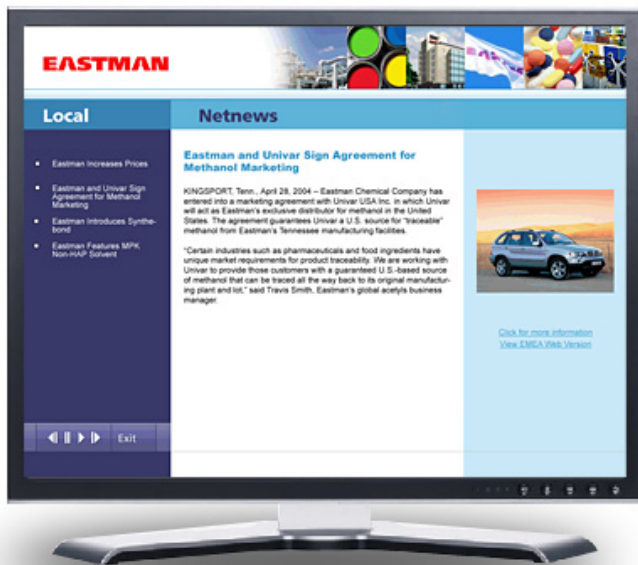 EASTMAN
Local
Netnews
Eastman Increases Prices
Eastman and Univar Sign
Agreement for Methanol
Marketing
Eastman Introduces Synthe-
bond
Eastman Features MPK
Non-HAP Solvent
Eastman and Univar Sign Agreement for
Methanol Marketing
KINGSPORT, Tenn., April 28, 2004 – Eastman Chemical Company has
entered into a marketing agreement with Univar USA Inc. in which Univar
will act as Eastman's exclusive distributor for methanol in the United
States. The agreement guarantees Univar a U.S. source for "traceable"
methanol from Eastman's Tennessee manufacturing facilities.
"Certain industries such as pharmaceuticals and food ingredients have
unique market requirements for product traceability. We are working with
Univar to provide those customers with a guaranteed U.S.-based source
of methanol that can be traced all the way back to its original manufactur-
ing plant and lot," said Travis Smith, Eastman's global acetyls business
manager.
Click for more information
View EMEA Web Version
Exit